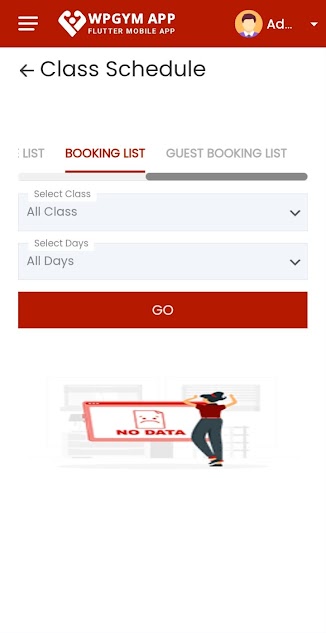 WPGYM APP
FLUTTER MOBILE APP
Ad...
Class Schedule
E LIST
BOOKING LIST
GUEST BOOKING LIST
Select Class
All Class
Select Days
All Days
GO
NO DATA